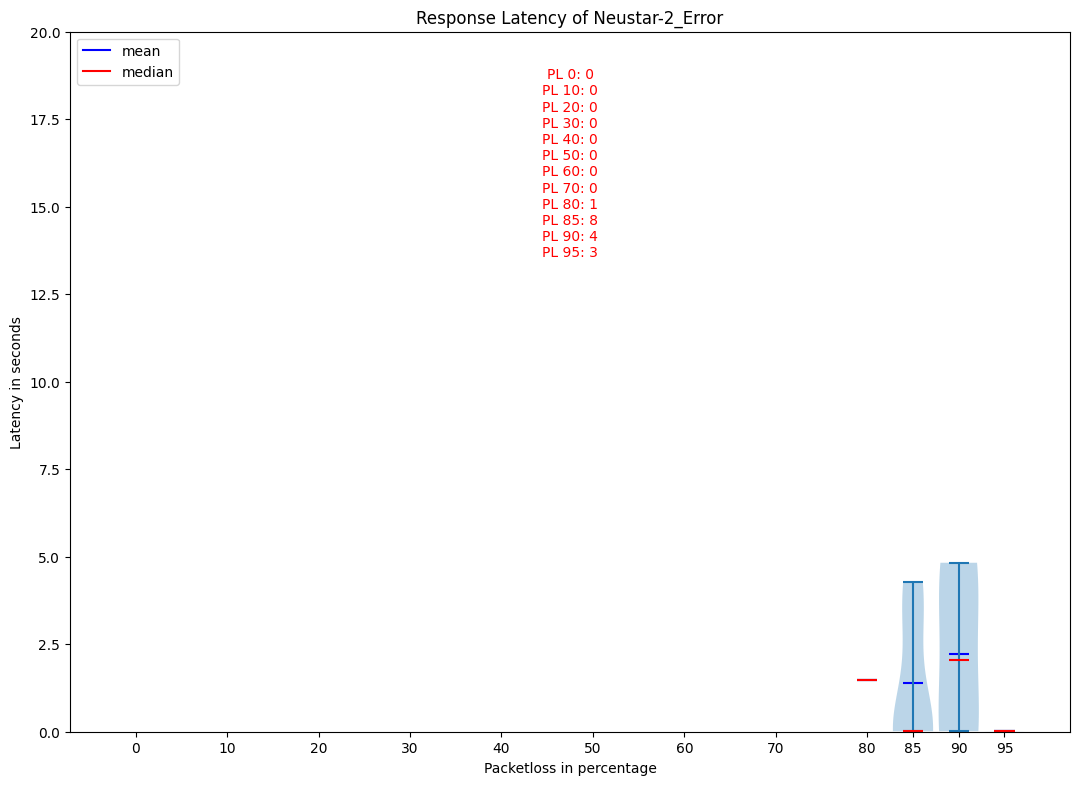 Response Latency of Neustar-2_Error
mean
median
PL 0: 0
PL 10: 0
PL 20: 0
PL 30: 0
PL 40: 0
PL 50: 0
PL 60: 0
PL 70: 0
PL 80: 1
PL 85: 8
PL 90: 4
PL 95: 3
Latency in seconds
20.0
17.5
15.0
12.5
10.0
7.5
5.0
2.5
0.0
0 10 20 30 40 50 60 70 80 85 90 95
Packetloss in percentage